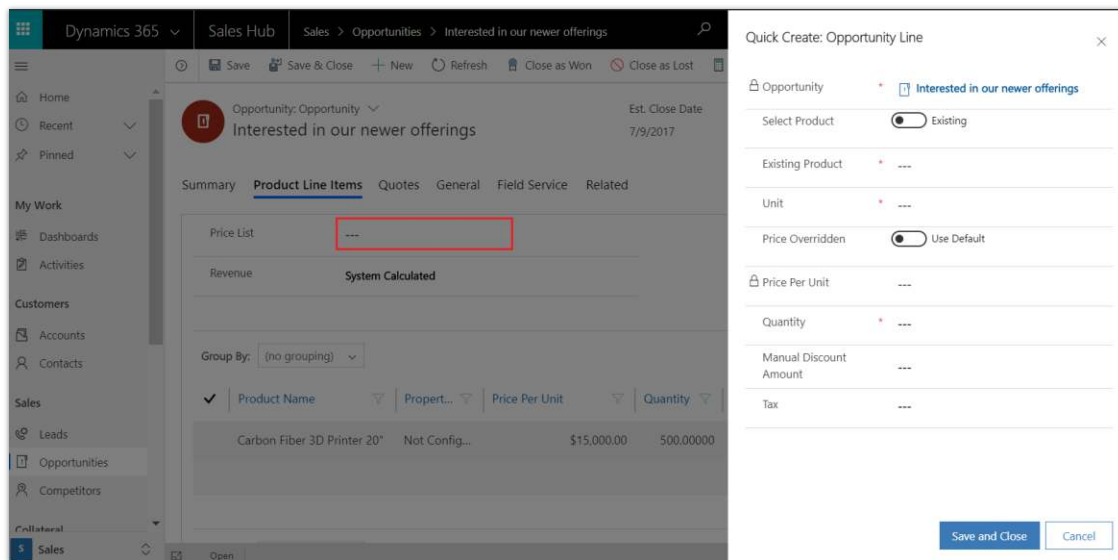 Dynamics 365
Sales Hub
Sales > Opportunities > Interested in our newer offerings
Save
Save & Close
New
Refresh
Close as Won
Close as Lost
Home
Recent
Pinned
My Work
Dashboards
Activities
Customers
Accounts
Contacts
Sales
Leads
Opportunities
Competitors
Collateral
S Sales
Opportunity: Opportunity
Interested in our newer offerings
Est. Close Date
7/9/2017
Summary Product Line Items Quotes General Field Service Related
Price List ---
Revenue System Calculated
Group By: (no grouping)
Product Name Propert... Price Per Unit Quantity
Carbon Fiber 3D Printer 20" Not Config... $15,000.00 500.00000
Open
Quick Create: Opportunity Line
Opportunity * Interested in our newer offerings
Select Product Existing
Existing Product * ---
Unit * ---
Price Overridden Use Default
Price Per Unit ---
Quantity * ---
Manual Discount
Amount ---
Tax ---
Save and Close Cancel